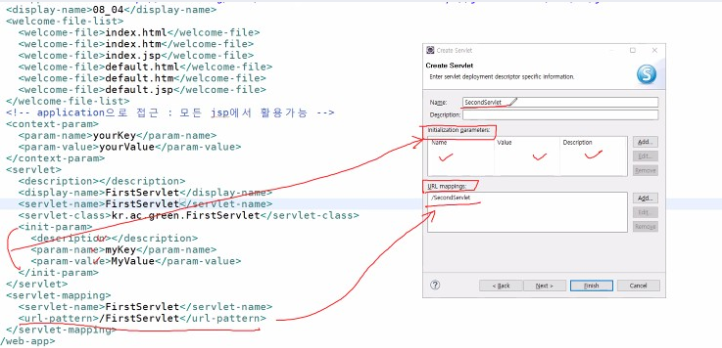 <display-name>08_04</display-name>
<welcome-file-list>
<welcome-file>index.html</welcome-file>
<welcome-file>index.htm</welcome-file>
<welcome-file>index.jsp</welcome-file>
<welcome-file>default.html</welcome-file>
<welcome-file>default.htm</welcome-file>
<welcome-file>default.jsp</welcome-file>
</welcome-file-list>
<!-- application으로 접근 : 모든 jsp에서 활용가능 -->
<context-param>
<param-name>yourKey</param-name>
<param-value>yourValue</param-value>
</context-param>
<servlet>
<description></description>
<display-name>FirstServlet</display-name>
<servlet-name>FirstServlet</servlet-name>
<servlet-class>kr.ac.green.FirstServlet</servlet-class>
<init-param>
<description></description>
<param-name>myKey</param-name>
<param-value>MyValue</param-value>
</init-param>
</servlet>
<servlet-mapping>
<servlet-name>FirstServlet</servlet-name>
<url-pattern>/FirstServlet</url-pattern>
</servlet-mapping>
/web-app>
Create Servlet
Create Servlet
Enter servlet deployment descriptor specific information.
S
Name: SecondServlet
Description:
Initialization parameters:
Name Value Description
Add...
Edit...
Remove
URL mappings:
/SecondServlet
Add...
Edit...
Remove
? < Back Next > Finish Cancel